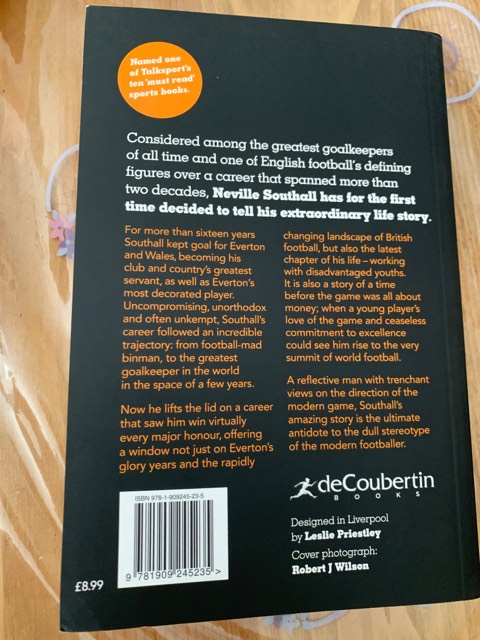 Named one
of Talksport's
ten 'must read'
sports books.
Considered among the greatest goalkeepers
of all time and one of English football's defining
figures over a career that spanned more than
two decades, Neville Southall has for the first
time decided to tell his extraordinary life story.
For more than sixteen years
Southall kept goal for Everton
and Wales, becoming his
club and country's greatest
servant, as well as Everton's
most decorated player.
Uncompromising, unorthodox
and often unkempt, Southall's
career followed an incredible
trajectory: from football-mad
binman, to the greatest
goalkeeper in the world
in the space of a few years.
Now he lifts the lid on a career
that saw him win virtually
every major honour, offering
a window not just on Everton's
glory years and the rapidly
changing landscape of British
football, but also the latest
chapter of his life – working
with disadvantaged youths.
It is also a story of a time
before the game was all about
money; when a young player's
love of the game and ceaseless
commitment to excellence
could see him rise to the very
summit of world football.
A reflective man with trenchant
views on the direction of the
modern game, Southall's
amazing story is the ultimate
antidote to the dull stereotype
of the modern footballer.
deCoubertin
BOOKS
Designed in Liverpool
by Leslie Priestley
Cover photograph:
Robert J Wilson
ISBN 978-1-909245-23-5
9 781909 245235 >
£8.99